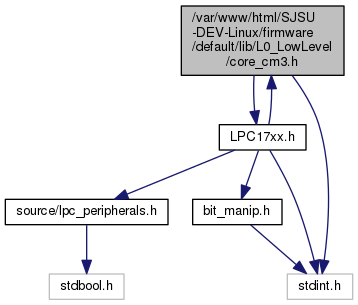 /var/www/html/SJSU
-DEV-Linux/firmware
/default/lib/L0_LowLevel
/core_cm3.h
LPC17xx.h
source/lpc_peripherals.h
bit_manip.h
stdbool.h
stdint.h